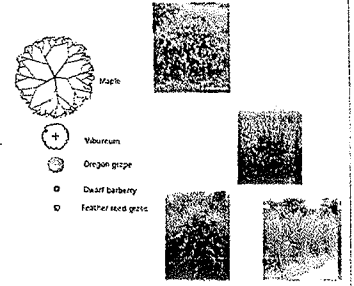 Maple
Viburnum
Oregon grape
Dwarf barberry
Feather reed grass